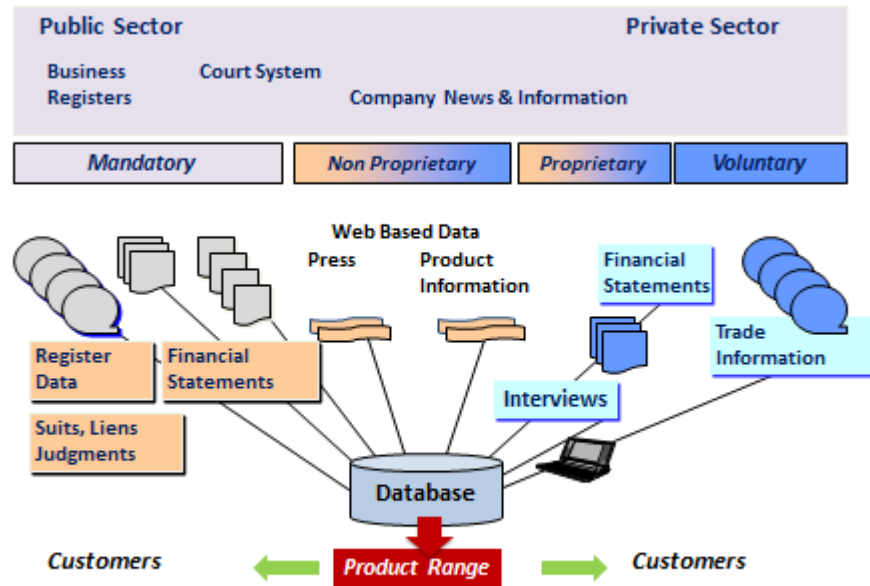 Public Sector
Private Sector
Business
Registers
Court System
Company News & Information
Mandatory
Non Proprietary
Proprietary
Voluntary
Web Based Data
Press
Product
Information
Financial
Statements
Register
Data
Financial
Statements
Trade
Information
Interviews
Suits, Liens
Judgments
Database
Customers
Product Range
Customers